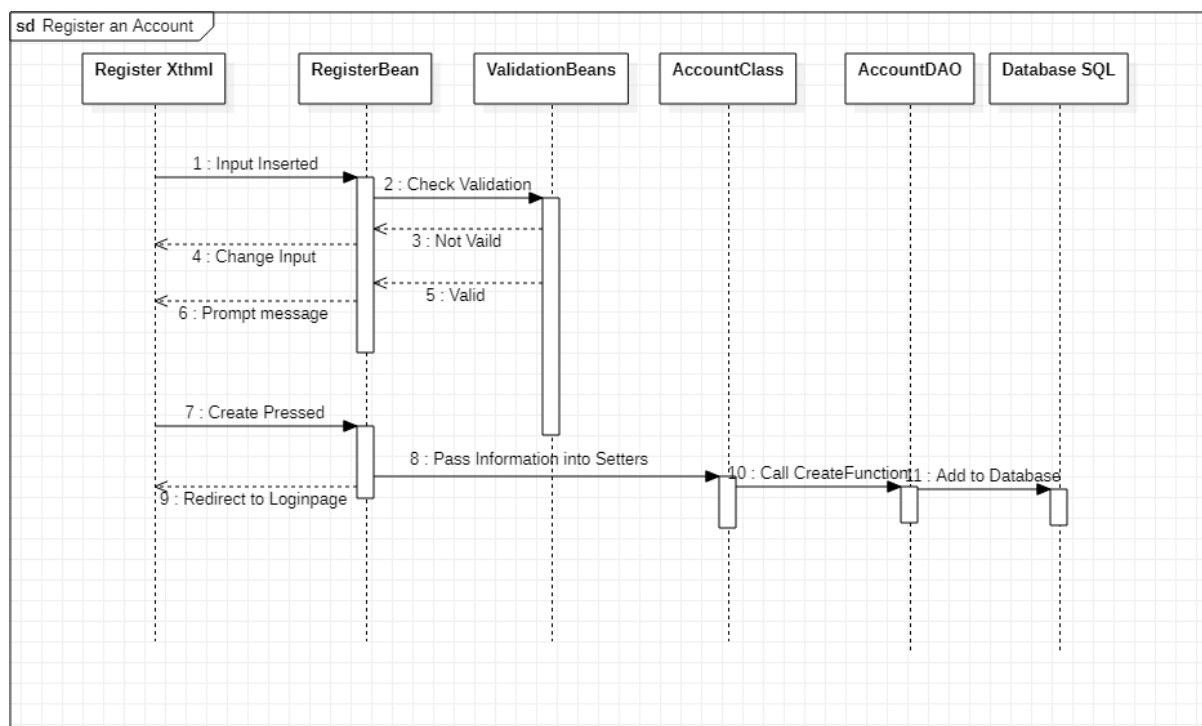 sd Register an Account
Register Xthml
RegisterBean
ValidationBeans
AccountClass
AccountDAO
Database SQL
1 : Input Inserted
2 : Check Validation
3 : Not Vaild
4 : Change Input
5 : Valid
6 : Prompt message
7 : Create Pressed
8 : Pass Information into Setters
9 : Redirect to Loginpage
10 : Call CreateFunction
11 : Add to Database